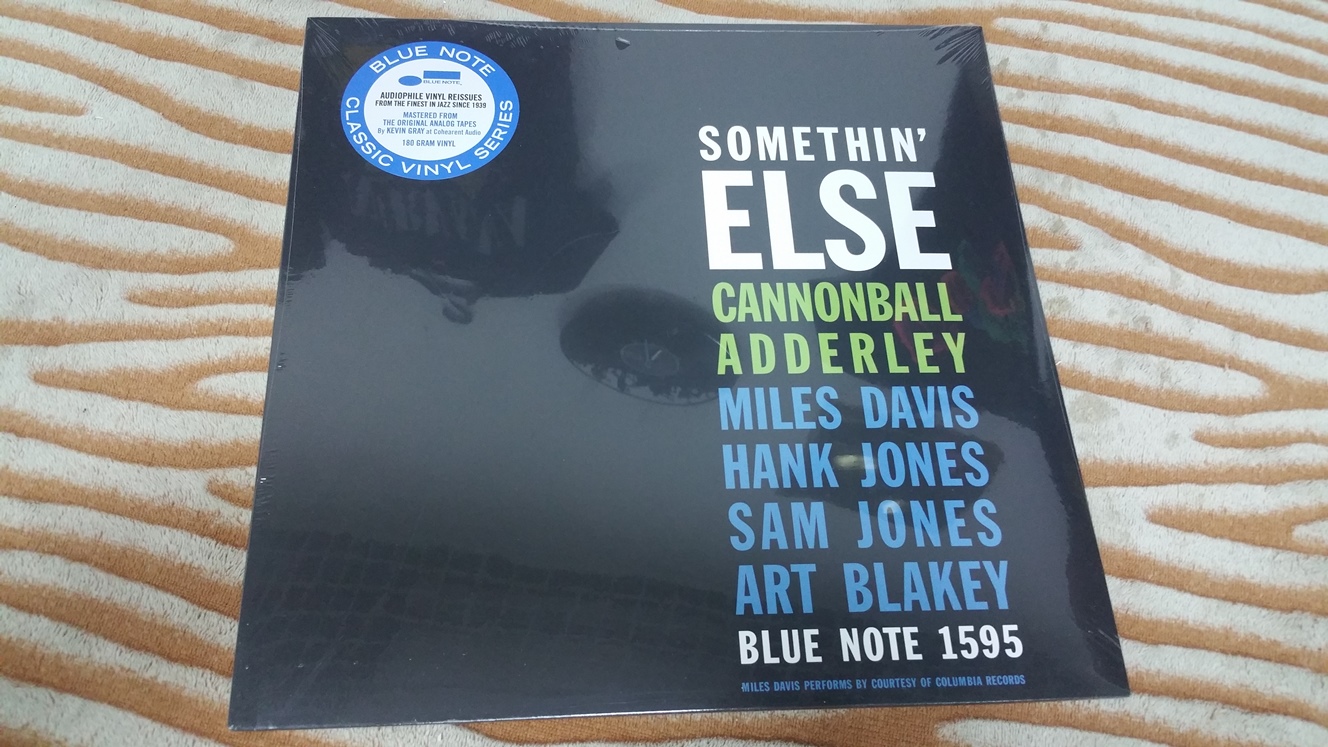 BLUE NOTE
BLUE NOTE.
AUDIOPHILE VINYL REISSUES
FROM THE FINEST IN JAZZ SINCE 1939
MASTERED FROM
THE ORIGINAL ANALOG TAPES
By KEVIN GRAY at Cohearent Audio
180 GRAM VINYL
CLASSIC VINYL SERIES
SOMETHIN'
ELSE
CANNONBALL
ADDERLEY
MILES DAVIS
HANK JONES
SAM JONES
ART BLAKEY
BLUE NOTE 1595
MILES DAVIS PERFORMS BY COURTESY OF COLUMBIA RECORDS